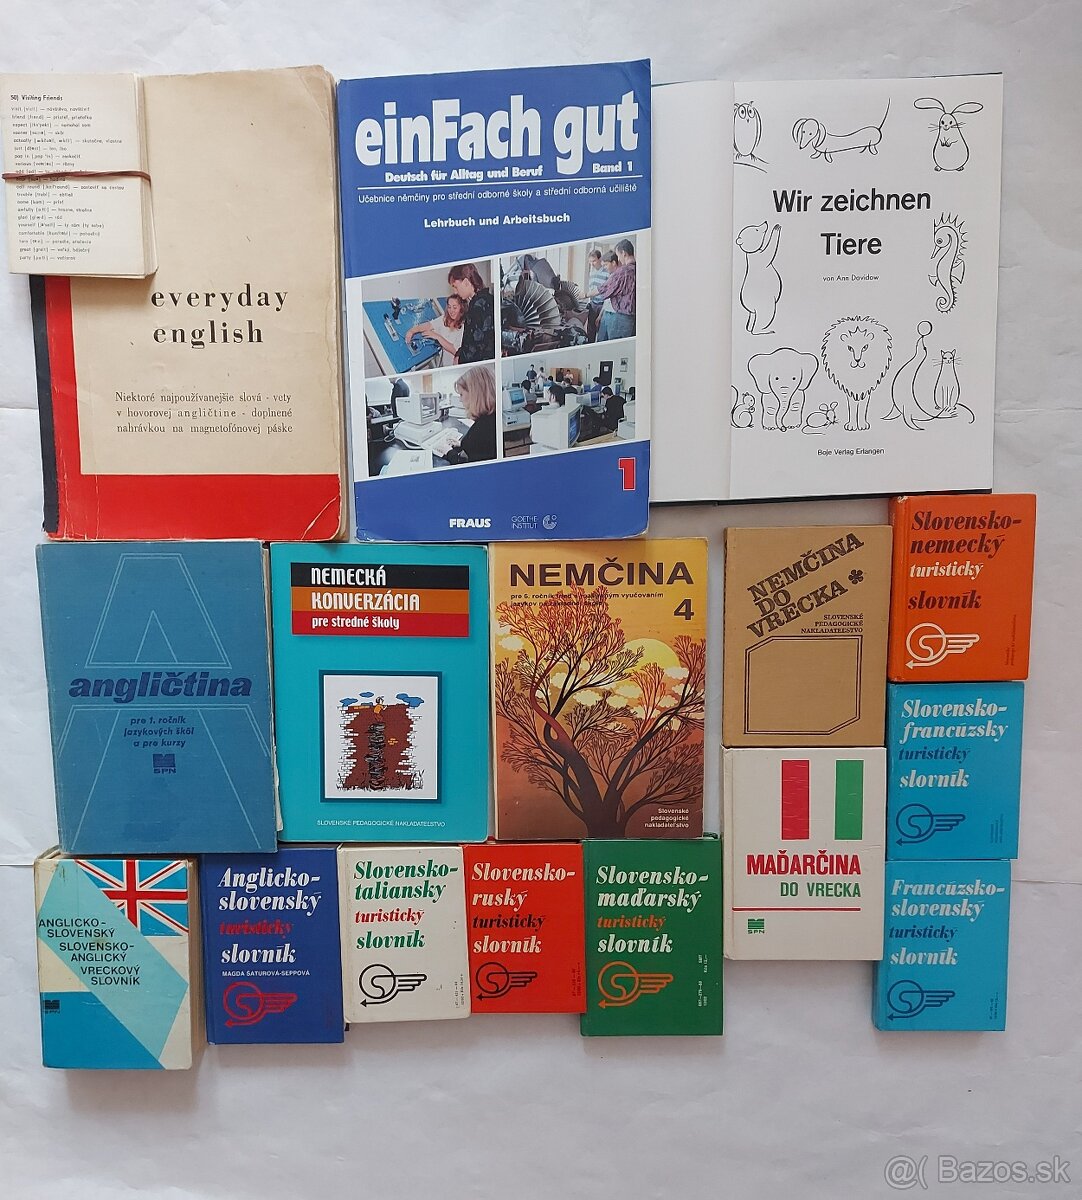 50) Visiting Friends
everyday
english
Niektoré najpoužívanejšie slová - vety
v hovorovej angličtine - doplnené
nahrávkou na magnetofónovej páske
einFach gut
Deutsch für Alltag und Beruf Band 1
Učebnice němčiny pro střední odborné školy a střední odborná učiliště
Lehrbuch und Arbeitsbuch
1
FRAUS
GOETHE
INSTITUT
Wir zeichnen
Tiere
von Ann Davidow
Boje Verlag Erlangen
angličtina
pre 1. ročník
jazykových škôl
a pre kurzy
SPN
NEMECKÁ
KONVERZÁCIA
pre stredné školy
SLOVENSKÉ PEDAGOGICKÉ NAKLADATEĽSTVO
NEMČINA
4
Slovenské
pedagogické
nakladateľstvo
NEMČINA
DO
VRECKA
SLOVENSKÉ
PEDAGOGICKÉ
NAKLADATEĽSTVO
Slovensko-
nemecký
turistický
slovník
Slovensko-
francúzsky
turistický
slovník
MAĎARČINA
DO VRECKA
SPN
Francúzsko-
slovenský
turistický
slovník
ANGLICKO-
SLOVENSKÝ
SLOVENSKO-
ANGLICKÝ
VRECKOVÝ
SLOVNÍK
SPN
Anglicko-
slovenský
turistický
slovník
MAGDA ŠATUROVÁ-SEPPOVÁ
Slovensko-
taliansky
turistický
slovník
Slovensko-
ruský
turistický
slovník
Slovensko-
maďarský
turistický
slovník
@( Bazos.sk